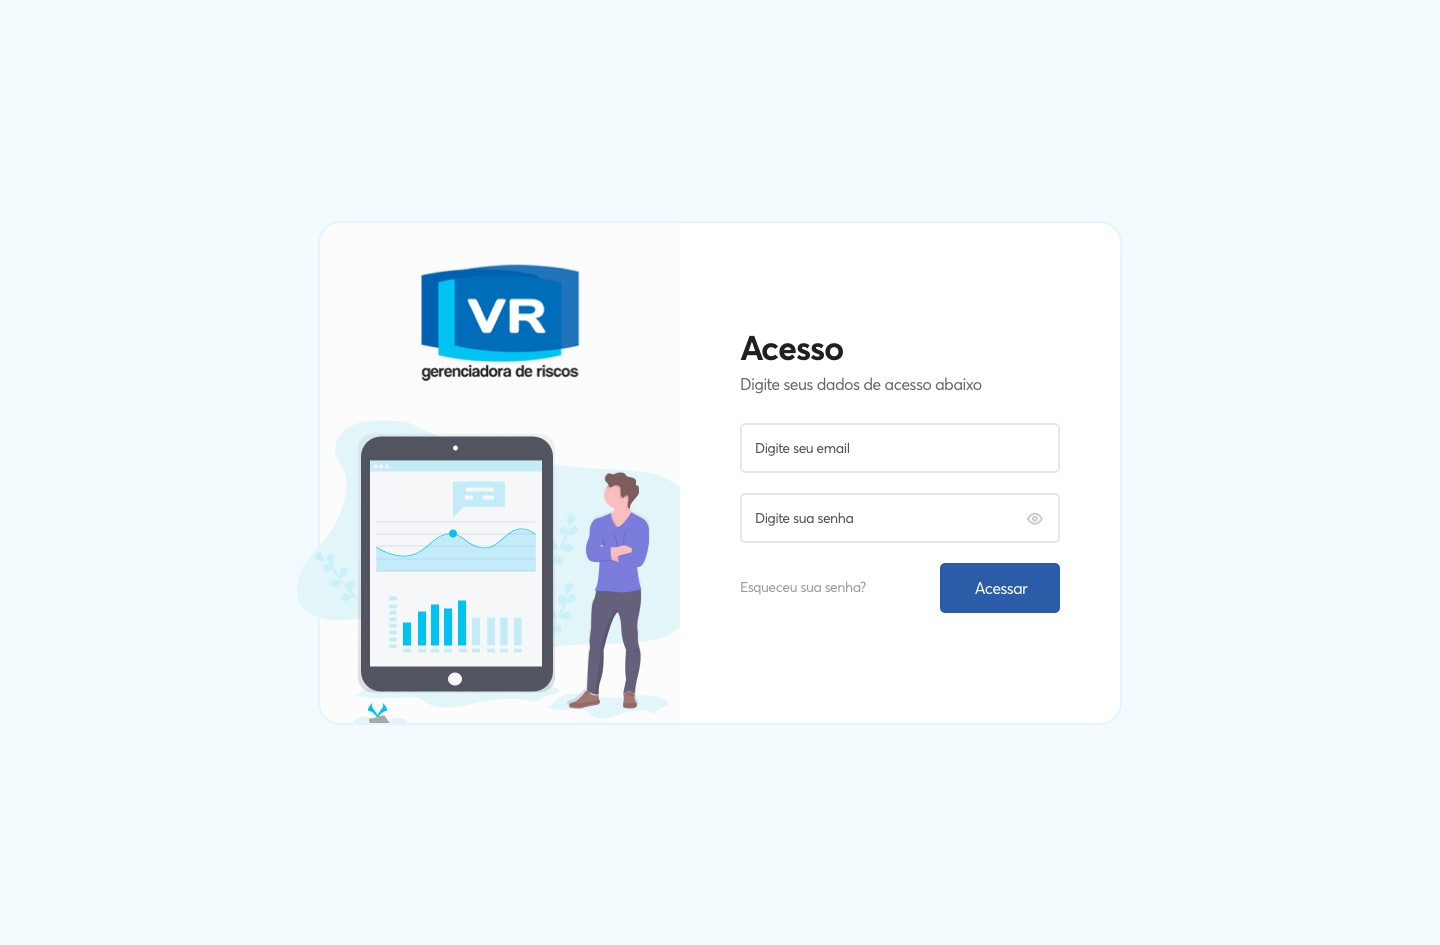 VR
gerenciadora de riscos
Acesso
Digite seus dados de acesso abaixo
Digite seu email
Digite sua senha
Esqueceu sua senha?
Acessar